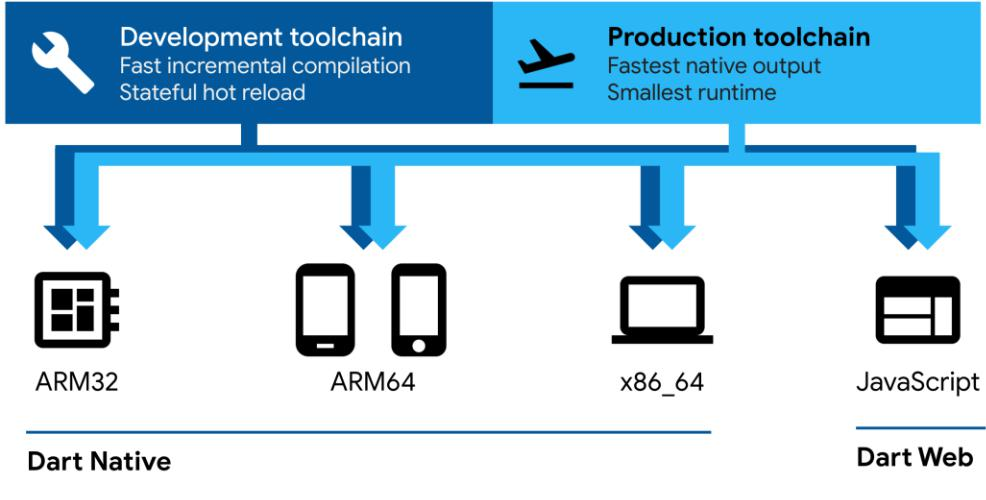 Development toolchain
Fast incremental compilation
Stateful hot reload
Production toolchain
Fastest native output
Smallest runtime
ARM32
ARM64
x86_64
JavaScript
Dart Native
Dart Web